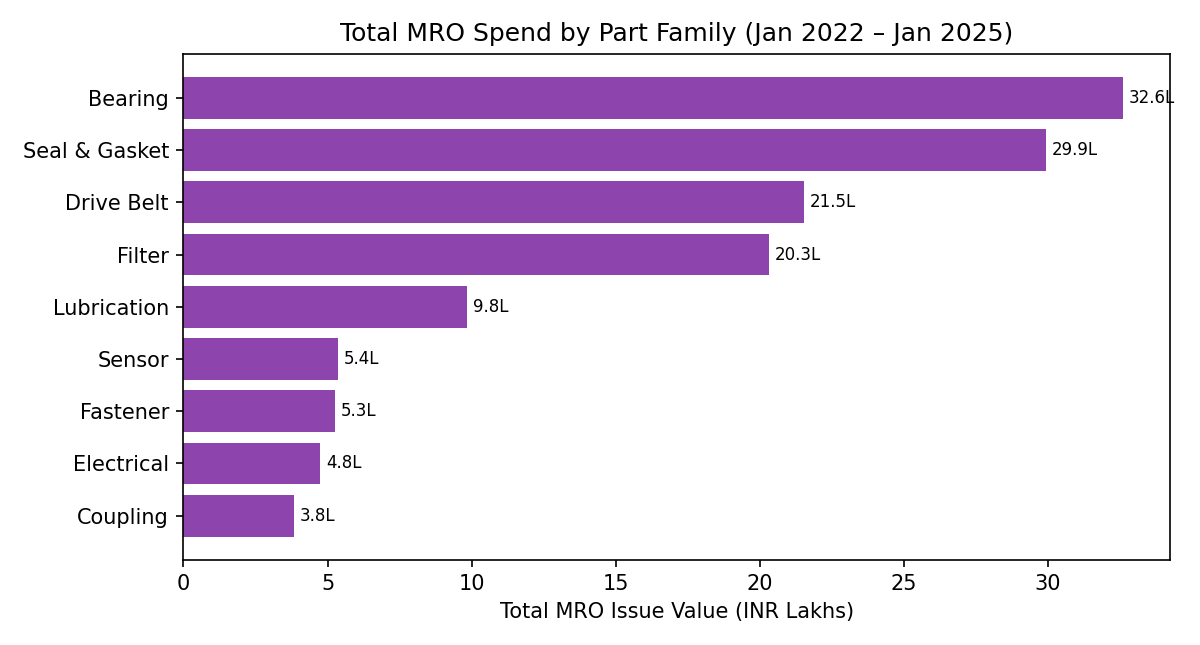 Total MRO Spend by Part Family (Jan 2022 – Jan 2025)
Bearing 32.6L
Seal & Gasket 29.9L
Drive Belt 21.5L
Filter 20.3L
Lubrication 9.8L
Sensor 5.4L
Fastener 5.3L
Electrical 4.8L
Coupling 3.8L
0 5 10 15 20 25 30
Total MRO Issue Value (INR Lakhs)